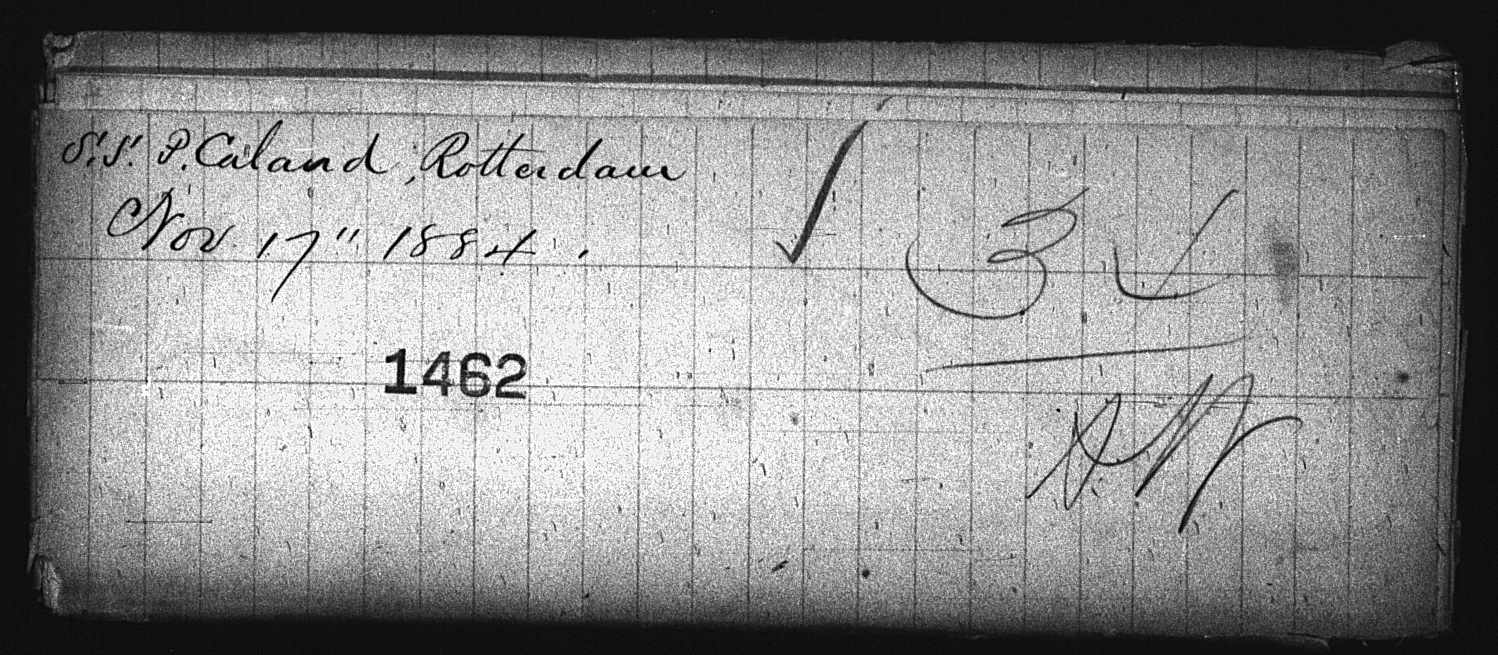 S.S. P. Caland, Rotterdam
Nov. 17" 1884.
1462
3